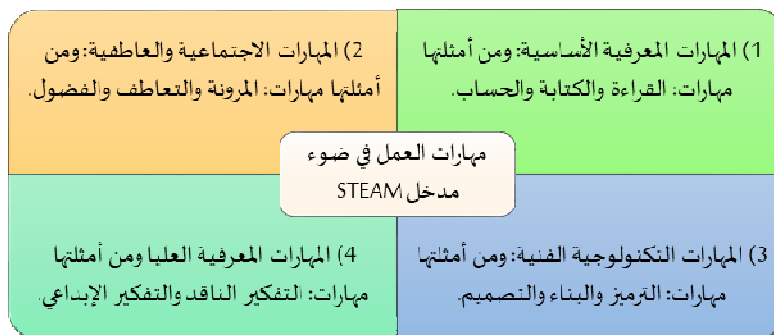 1) المهارات المعرفية الأساسية: ومن أمثلتها
مهارات: القراءة والكتابة والحساب.
2) المهارات الاجتماعية والعاطفية: ومن
أمثلتها مهارات: المرونة والتعاطف والفضول.
مهارات العمل في ضوء
مدخل STEAM
3) المهارات التكنولوجية الفنية: ومن أمثلتها
مهارات: الترميز والبناء والتصميم.
4) المهارات المعرفية العليا ومن أمثلتها
مهارات: التفكير الناقد والتفكير الإبداعي.